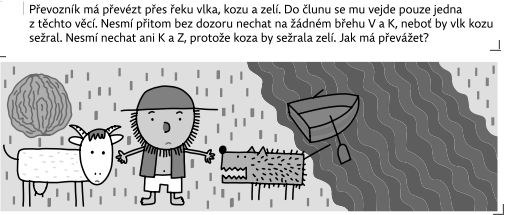 Převozník má převézt přes řeku vlka, kozu a zelí. Do člunu se mu vejde pouze jedna
z těchto věcí. Nesmí přitom bez dozoru nechat na žádném břehu V a K, neboť by vlk kozu
sežral. Nesmí nechat ani K a Z, protože koza by sežrala zelí. Jak má převážet?